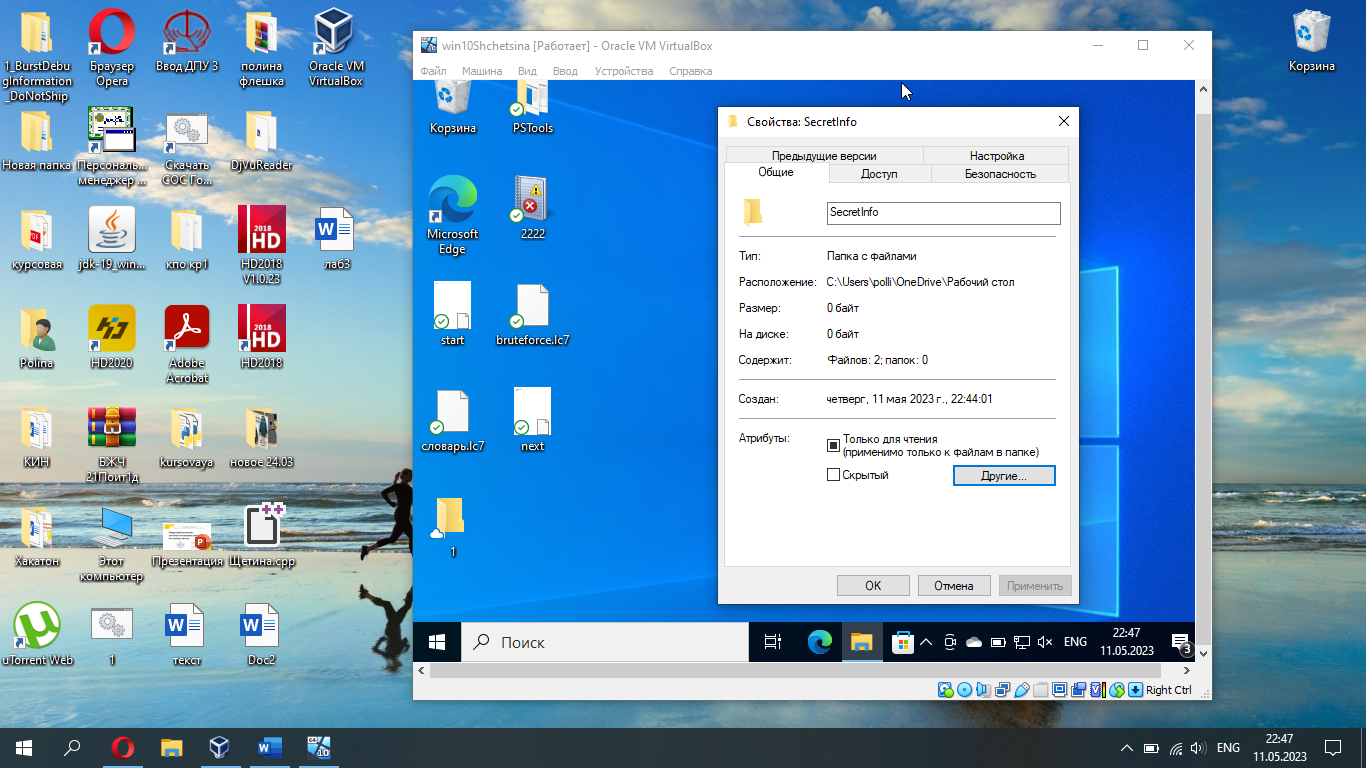 1_BurstDebu
gInformation
_DoNotShip
Браузер
Opera
Ввод ДПУ 3
полина
флешка
Oracle VM
VirtualBox
Корзина
Новая папка
Персональ...
менеджер ...
Скачать
СОС Го...
DjVuReader
курсовая
jdk-19_win...
кпо кр1
HD2018
V1.0.23
лаб3
Polina
HD2020
Adobe
Acrobat
HD2018
КИН
БЖЧ
21Поит1д
kursovaya
новое 24.03
Хакатон
Этот
компьютер
Презентация
Щетина.cpp
uTorrent Web
1
текст
Doc2
win10Shchetsina [Работает] - Oracle VM VirtualBox
Файл Машина Вид Ввод Устройства Справка
Корзина
PSTools
Microsoft
Edge
2222
start
bruteforce.lc7
словарь.lc7
next
1
Свойства: SecretInfo
Предыдущие версии Настройка
Общие Доступ Безопасность
SecretInfo
Тип: Папка с файлами
Расположение: C:\Users\polli\OneDrive\Рабочий стол
Размер: 0 байт
На диске: 0 байт
Содержит: Файлов: 2; папок: 0
Создан: четверг, 11 мая 2023 г., 22:44:01
Атрибуты: Только для чтения
(применимо только к файлам в папке)
Скрытый Другие...
ОК Отмена Применить
Поиск
ENG
22:47
11.05.2023
3
Right Ctrl
ENG
22:47
11.05.2023